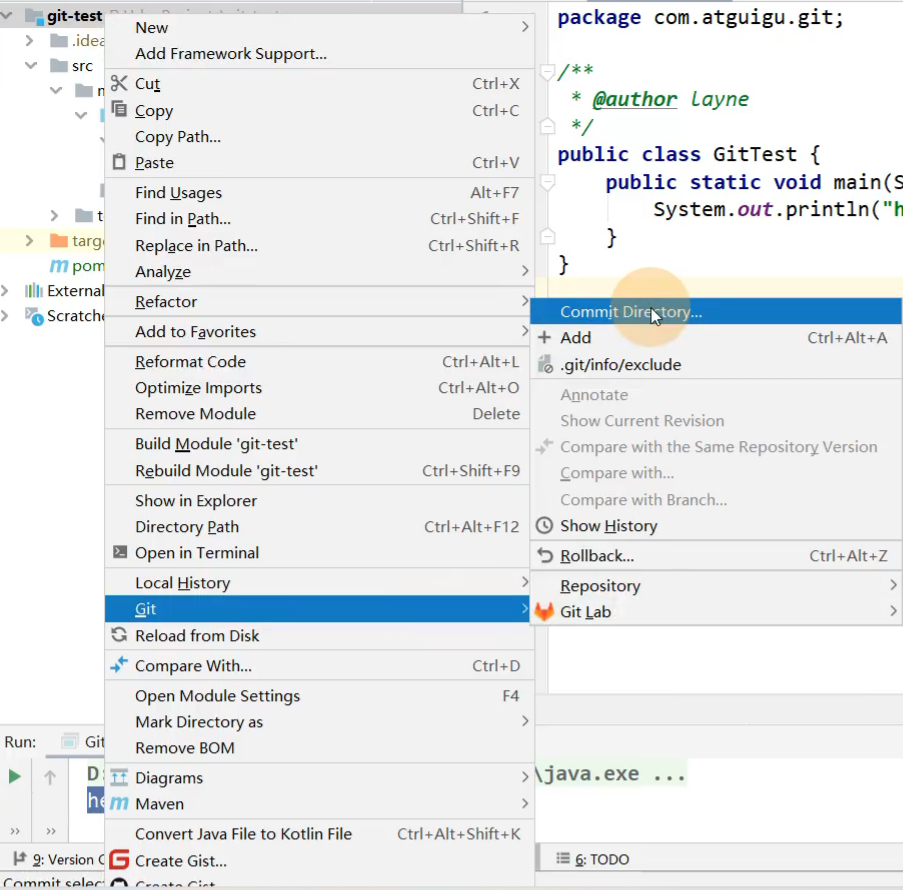 git-test
.idea
src
External
Scratche
New
Add Framework Support...
Cut Ctrl+X
Copy Ctrl+C
Copy Path...
Paste Ctrl+V
Find Usages Alt+F7
Find in Path... Ctrl+Shift+F
Replace in Path... Ctrl+Shift+R
Analyze
Refactor
Add to Favorites
Reformat Code Ctrl+Alt+L
Optimize Imports Ctrl+Alt+O
Remove Module Delete
Build Module 'git-test'
Rebuild Module 'git-test' Ctrl+Shift+F9
Show in Explorer
Directory Path Ctrl+Alt+F12
Open in Terminal
Local History
Git
Reload from Disk
Compare With... Ctrl+D
Open Module Settings F4
Mark Directory as
Remove BOM
Diagrams
Maven
Convert Java File to Kotlin File Ctrl+Alt+Shift+K
Create Gist...
Create Gist
package com.atguigu.git;
/**
* @author Layne
*/
public class GitTest {
public static void main(S
System.out.println("h
}
}
Commit Directory...
Add Ctrl+Alt+A
.git/info/exclude
Annotate
Show Current Revision
Compare with the Same Repository Version
Compare with...
Compare with Branch...
Show History
Rollback... Ctrl+Alt+Z
Repository
Git Lab
Run: Git
D:
he
\java.exe ...
9: Version C
6: TODO
Commit selec